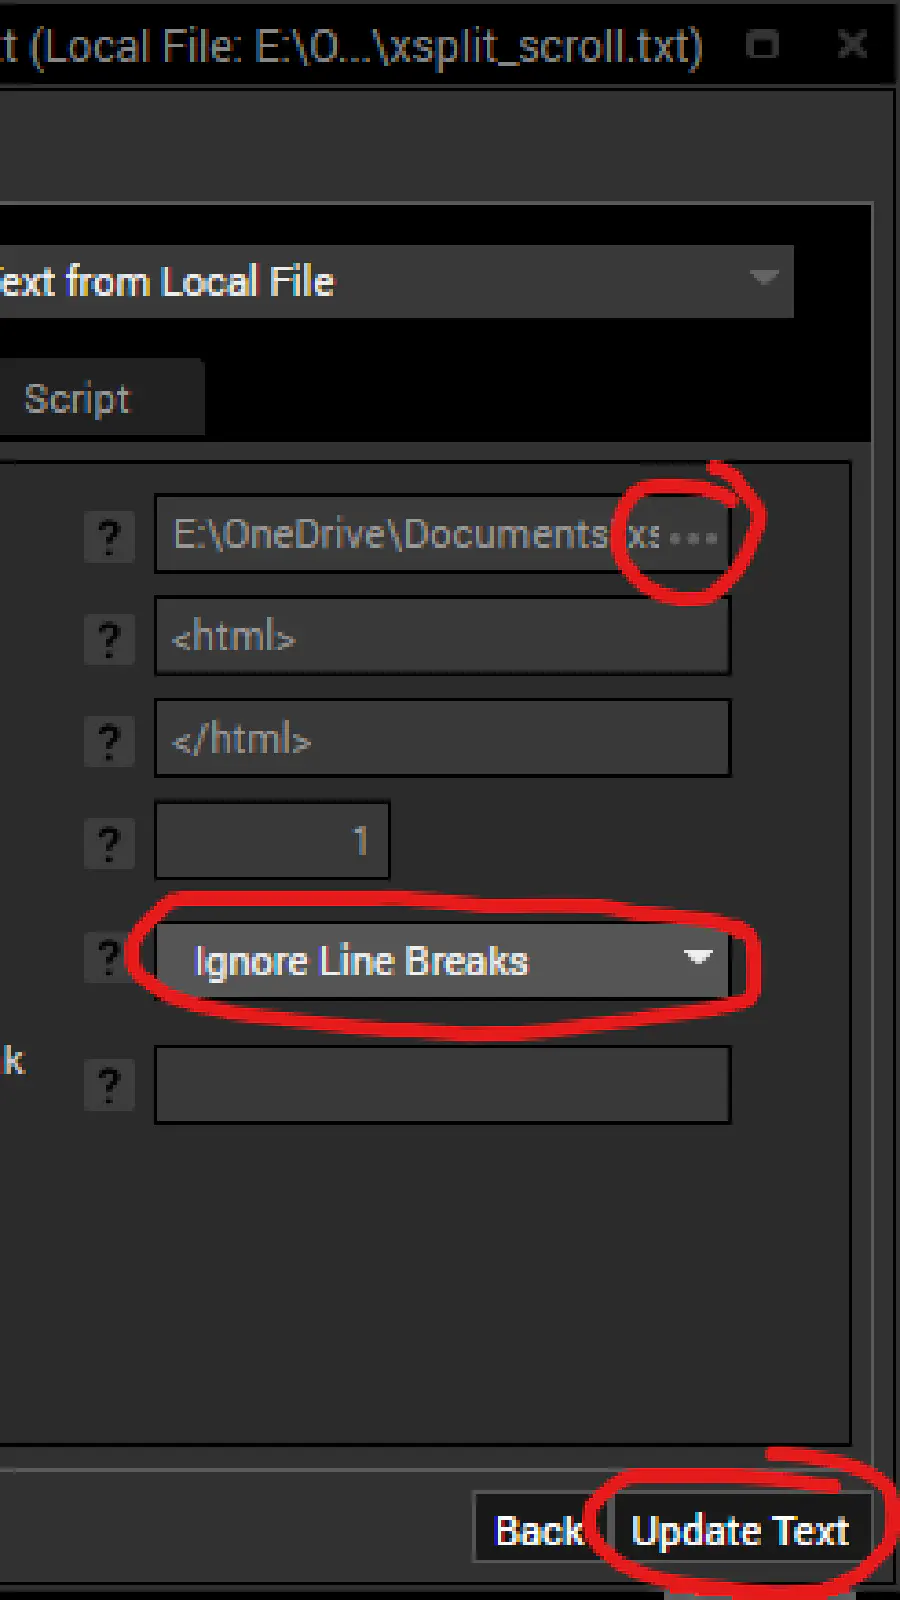 t (Local File: E:\O...\xsplit_scroll.txt)
Text from Local File
Script
? E:\OneDrive\Documents\xs ...
? <html>
? </html>
? 1
? Ignore Line Breaks
k
?
Back Update Text